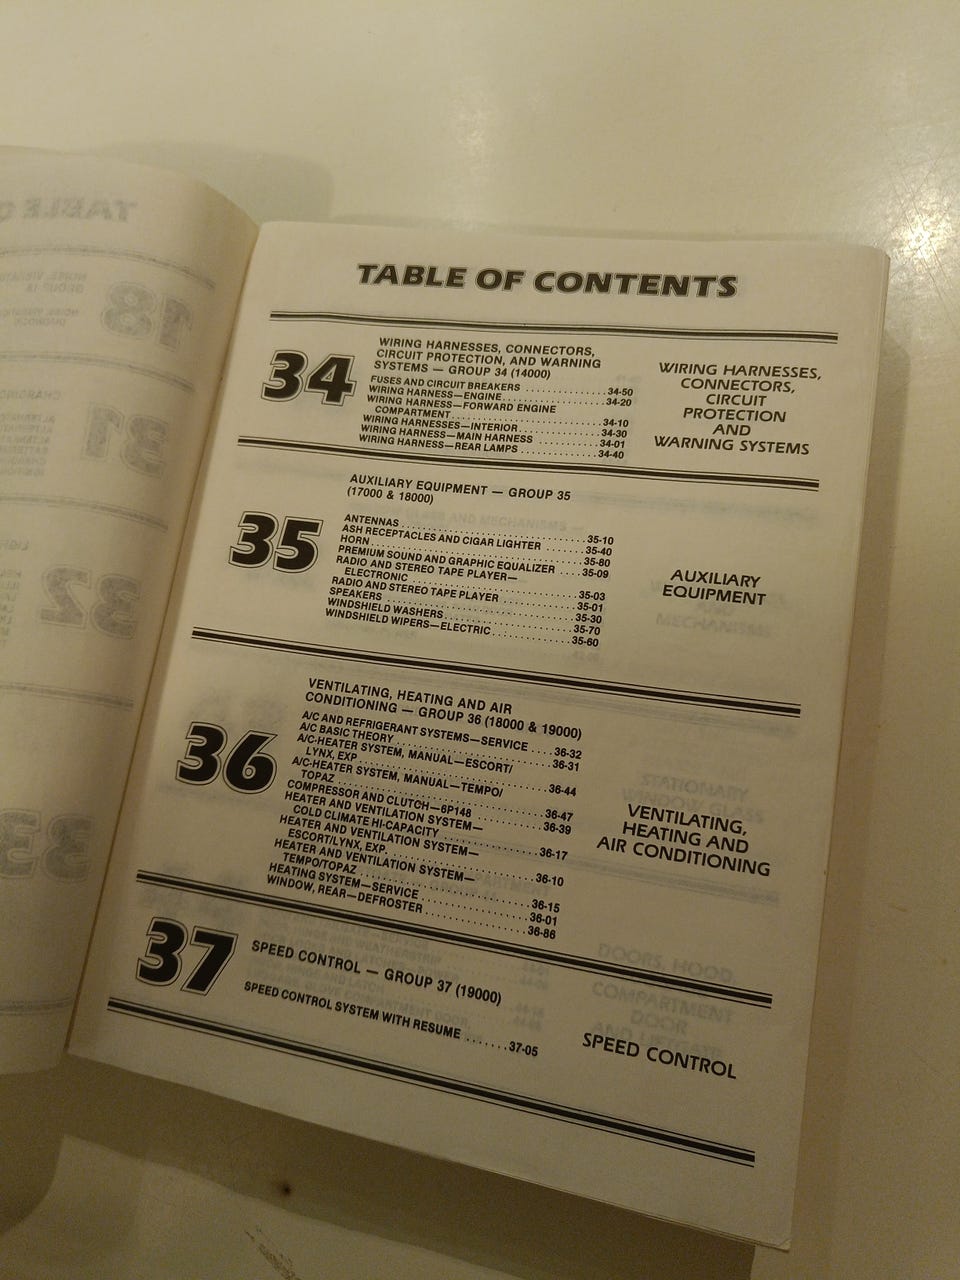 TABLE OF CONTENTS
34
WIRING HARNESSES, CONNECTORS,
CIRCUIT PROTECTION, AND WARNING
SYSTEMS — GROUP 34 (14000)
FUSES AND CIRCUIT BREAKERS ............ 34-50
WIRING HARNESS—ENGINE ............ 34-20
WIRING HARNESS—FORWARD ENGINE
COMPARTMENT ............ 34-10
WIRING HARNESSES—INTERIOR ............ 34-30
WIRING HARNESS—MAIN HARNESS ............ 34-01
WIRING HARNESS—REAR LAMPS ............ 34-40
WIRING HARNESSES,
CONNECTORS,
CIRCUIT
PROTECTION
AND
WARNING SYSTEMS
35
AUXILIARY EQUIPMENT — GROUP 35
(17000 & 18000)
ANTENNAS ............ 35-10
ASH RECEPTACLES AND CIGAR LIGHTER ....... 35-40
HORN ............ 35-80
PREMIUM SOUND AND GRAPHIC EQUALIZER .... 35-09
RADIO AND STEREO TAPE PLAYER—
ELECTRONIC ............ 35-03
RADIO AND STEREO TAPE PLAYER ............ 35-01
SPEAKERS ............ 35-30
WINDSHIELD WASHERS ............ 35-70
WINDSHIELD WIPERS—ELECTRIC ............ 35-60
AUXILIARY
EQUIPMENT
36
VENTILATING, HEATING AND AIR
CONDITIONING — GROUP 36 (18000 & 19000)
A/C AND REFRIGERANT SYSTEMS—SERVICE .... 36-32
A/C BASIC THEORY ............ 36-31
A/C-HEATER SYSTEM, MANUAL—ESCORT/
LYNX, EXP ............ 36-44
A/C-HEATER SYSTEM, MANUAL—TEMPO/
TOPAZ ............ 36-47
COMPRESSOR AND CLUTCH—6P148 ............ 36-39
HEATER AND VENTILATION SYSTEM—
COLD CLIMATE HI-CAPACITY ............ 36-17
HEATER AND VENTILATION SYSTEM—
ESCORT/LYNX, EXP. ............ 36-10
HEATER AND VENTILATION SYSTEM—
TEMPO/TOPAZ ............ 36-15
HEATING SYSTEM—SERVICE ............ 36-01
WINDOW, REAR—DEFROSTER ............ 36-86
VENTILATING,
HEATING AND
AIR CONDITIONING
37
SPEED CONTROL — GROUP 37 (19000)
SPEED CONTROL SYSTEM WITH RESUME ....... 37-05
SPEED CONTROL